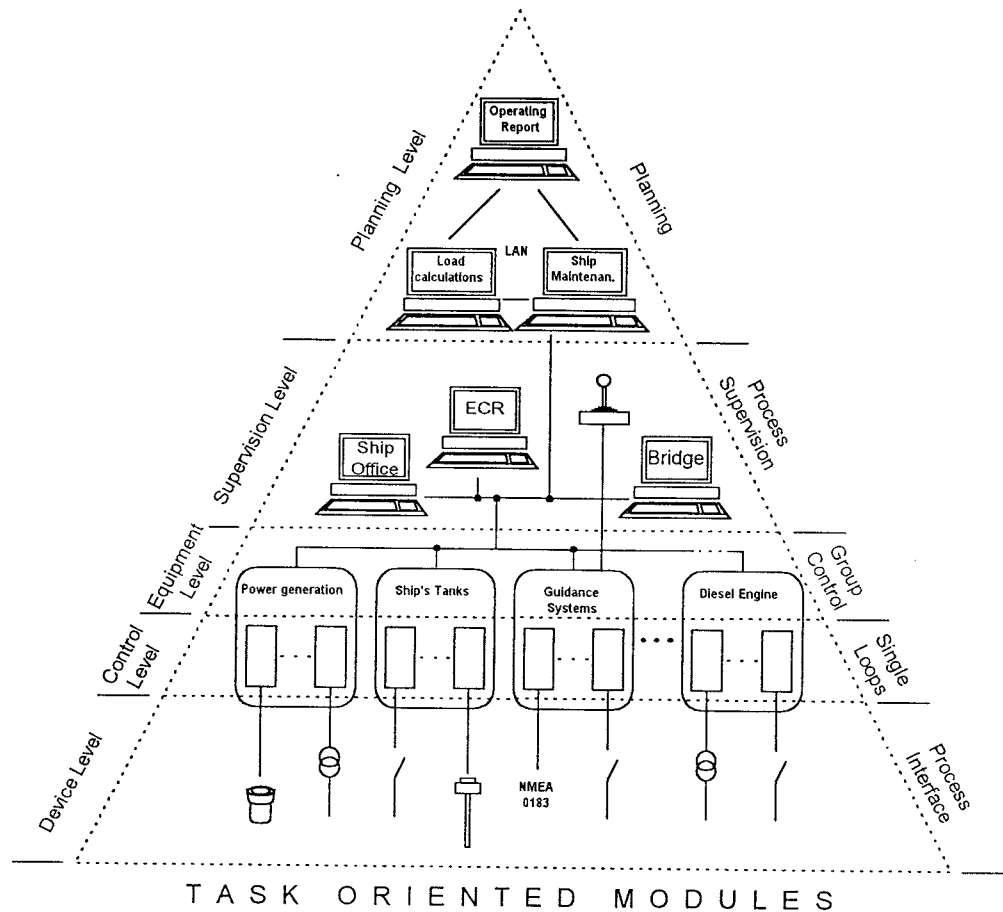 Operating
Report
Planning Level
Planning
LAN
Load
calculations
Ship
Maintenan.
Supervision Level
Process
Supervision
ECR
Ship
Office
Bridge
Equipment
Level
Group
Control
Power generation
Ship's Tanks
Guidance
Systems
Diesel Engine
Control
Level
Single
Loops
Device Level
Process
Interface
NMEA
0183
TASK ORIENTED MODULES